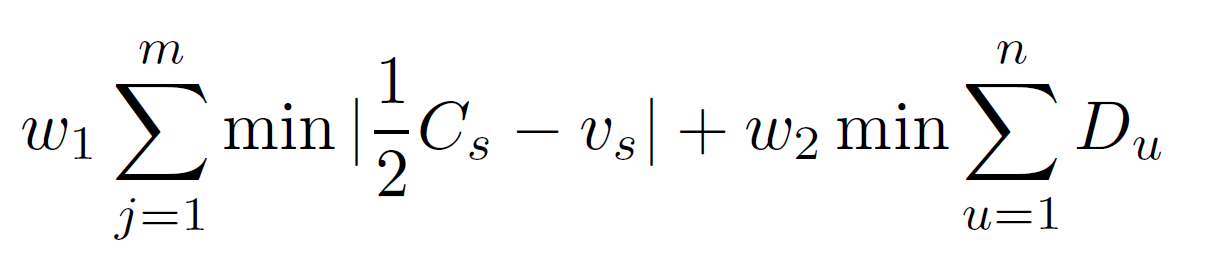 w_1 \sum_{j=1}^{m} \min |\frac{1}{2} C_s - v_s| + w_2 \min \sum_{u=1}^{n} D_u